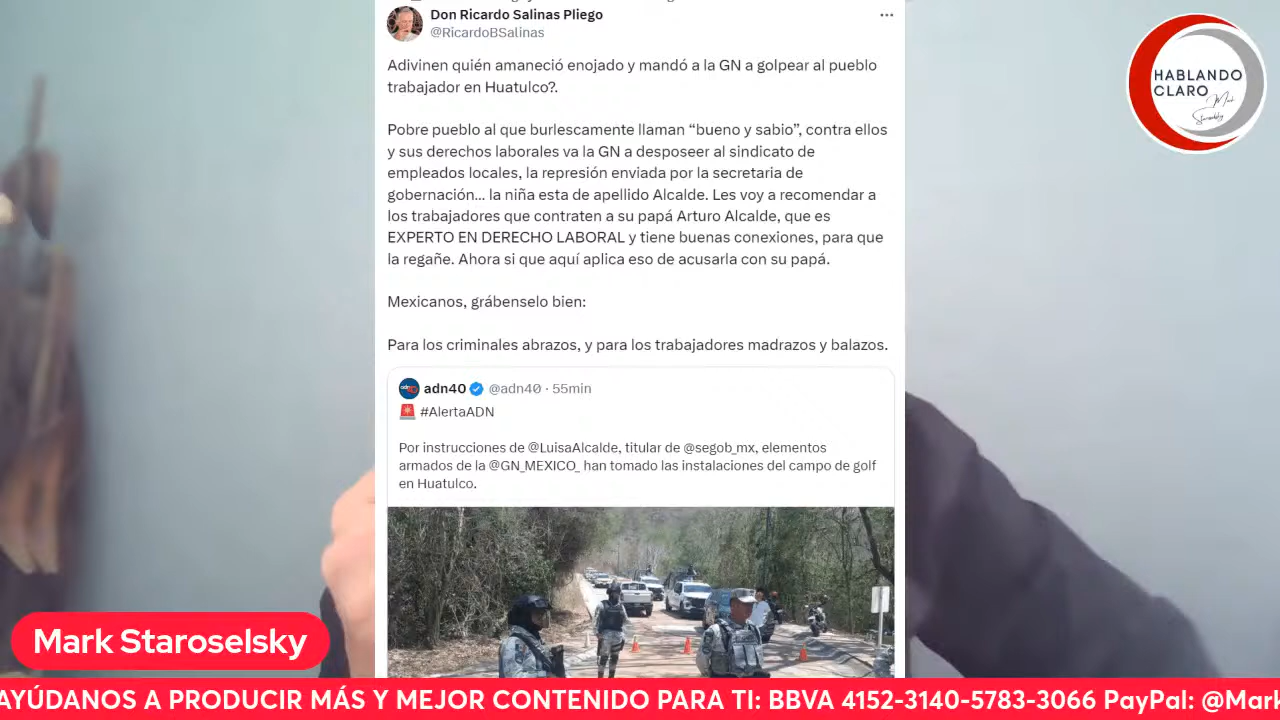 Don Ricardo Salinas Pliego
@RicardoBSalinas
Adivinen quién amaneció enojado y mandó a la GN a golpear al pueblo
trabajador en Huatulco?.
Pobre pueblo al que burlescamente llaman “bueno y sabio”, contra ellos
y sus derechos laborales va la GN a desposeer al sindicato de
empleados locales, la represión enviada por la secretaria de
gobernación... la niña esta de apellido Alcalde. Les voy a recomendar a
los trabajadores que contraten a su papá Arturo Alcalde, que es
EXPERTO EN DERECHO LABORAL y tiene buenas conexiones, para que
la regañe. Ahora si que aquí aplica eso de acusarla con su papá.
Mexicanos, grábenselo bien:
Para los criminales abrazos, y para los trabajadores madrazos y balazos.
adn40 @adn40 · 55min
#AlertaADN
Por instrucciones de @LuisaAlcalde, titular de @segob_mx, elementos
armados de la @GN_MEXICO_ han tomado las instalaciones del campo de golf
en Huatulco.
HABLANDO
CLARO
Mark
Staroselsky
Mark Staroselsky
AYÚDANOS A PRODUCIR MÁS Y MEJOR CONTENIDO PARA TI: BBVA 4152-3140-5783-3066 PayPal: @Mark